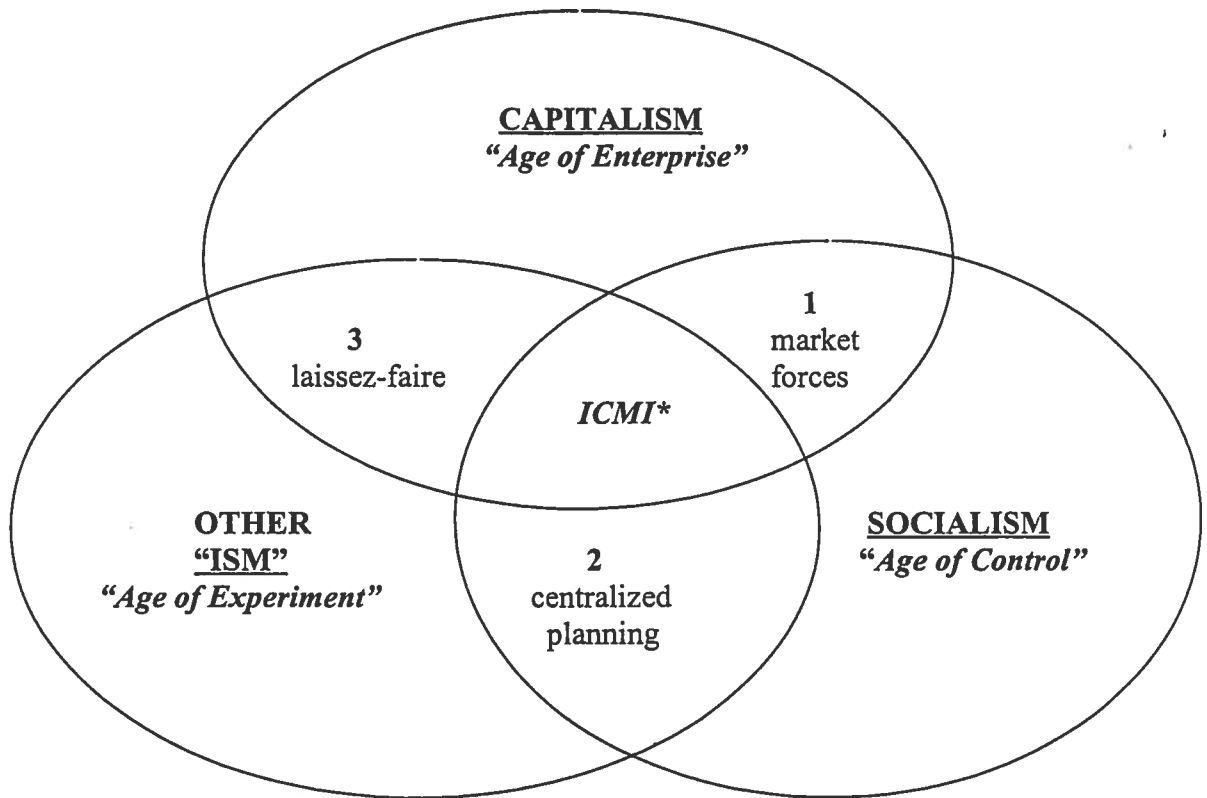 CAPITALISM
“Age of Enterprise”
1
market
forces
3
laissez-faire
ICMI*
OTHER
“ISM”
“Age of Experiment”
SOCIALISM
“Age of Control”
2
centralized
planning